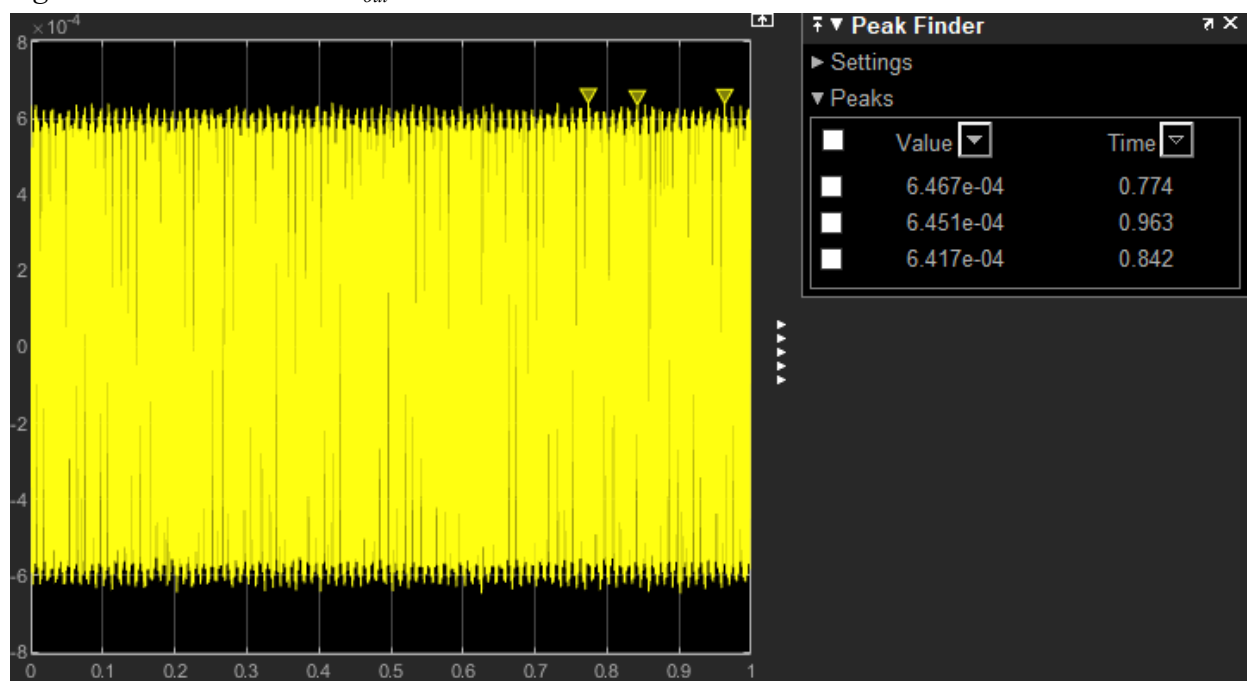 out
×10⁻⁴
8
6
4
2
0
-2
-4
-6
-8
0 0.1 0.2 0.3 0.4 0.5 0.6 0.7 0.8 0.9 1
Peak Finder
Settings
Peaks
Value Time
6.467e-04 0.774
6.451e-04 0.963
6.417e-04 0.842